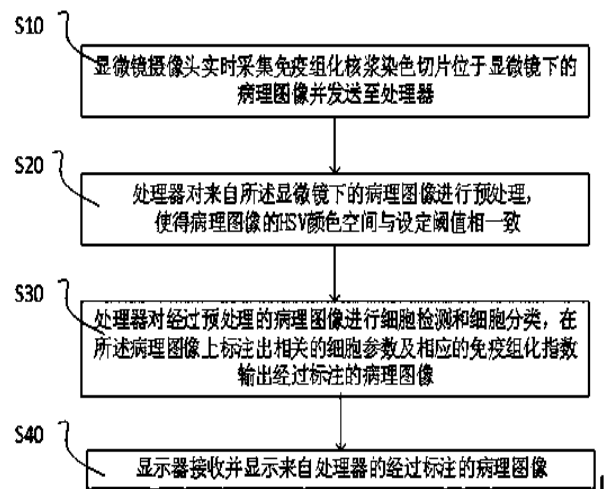 S10
显微镜摄像头实时采集免疫组化核浆染色切片位于显微镜下的
病理图像并发送至处理器
S20
处理器对来自所述显微镜下的病理图像进行预处理，
使得病理图像的HSV颜色空间与设定阈值相一致
S30
处理器对经过预处理的病理图像进行细胞检测和细胞分类，在
所述病理图像上标注出相关的细胞参数及相应的免疫组化指数
输出经过标注的病理图像
S40
显示器接收并显示来自处理器的经过标注的病理图像